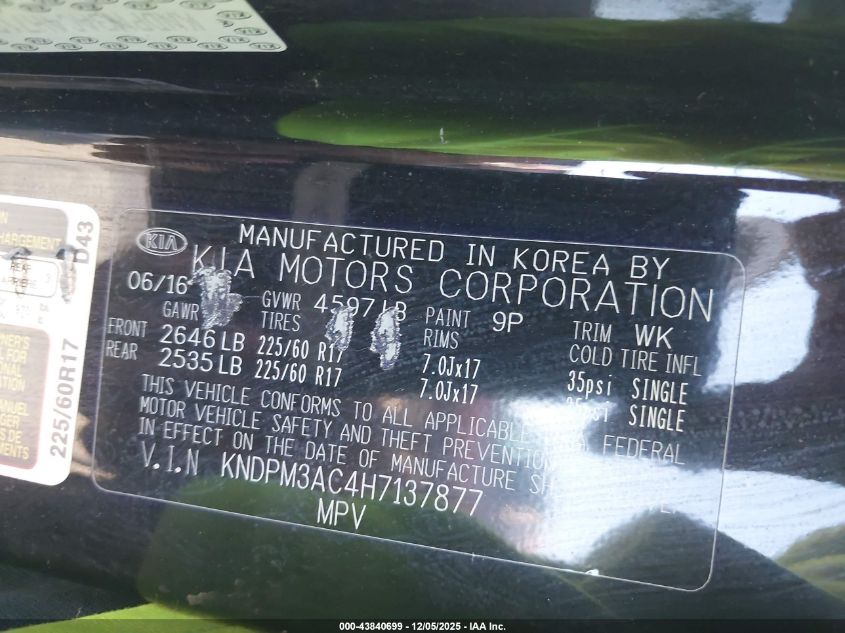 KIA
MANUFACTURED IN KOREA BY
KIA MOTORS CORPORATION
06/16
GVWR 4597 LB
PAINT 9P
TRIM WK
GAWR
TIRES
RIMS
COLD TIRE INFL
FRONT 2646 LB 225/60 R17 7.0Jx17 35psi SINGLE
REAR 2535 LB 225/60 R17 7.0Jx17 SINGLE
THIS VEHICLE CONFORMS TO ALL APPLICABLE FEDERAL
MOTOR VEHICLE SAFETY AND THEFT PREVENTION
IN EFFECT ON THE DATE OF MANUFACTURE
V.I.N KNDPM3AC4H7137877
MPV
225/60R17
D43
000-43840699 - 12/05/2025 - IAA Inc.